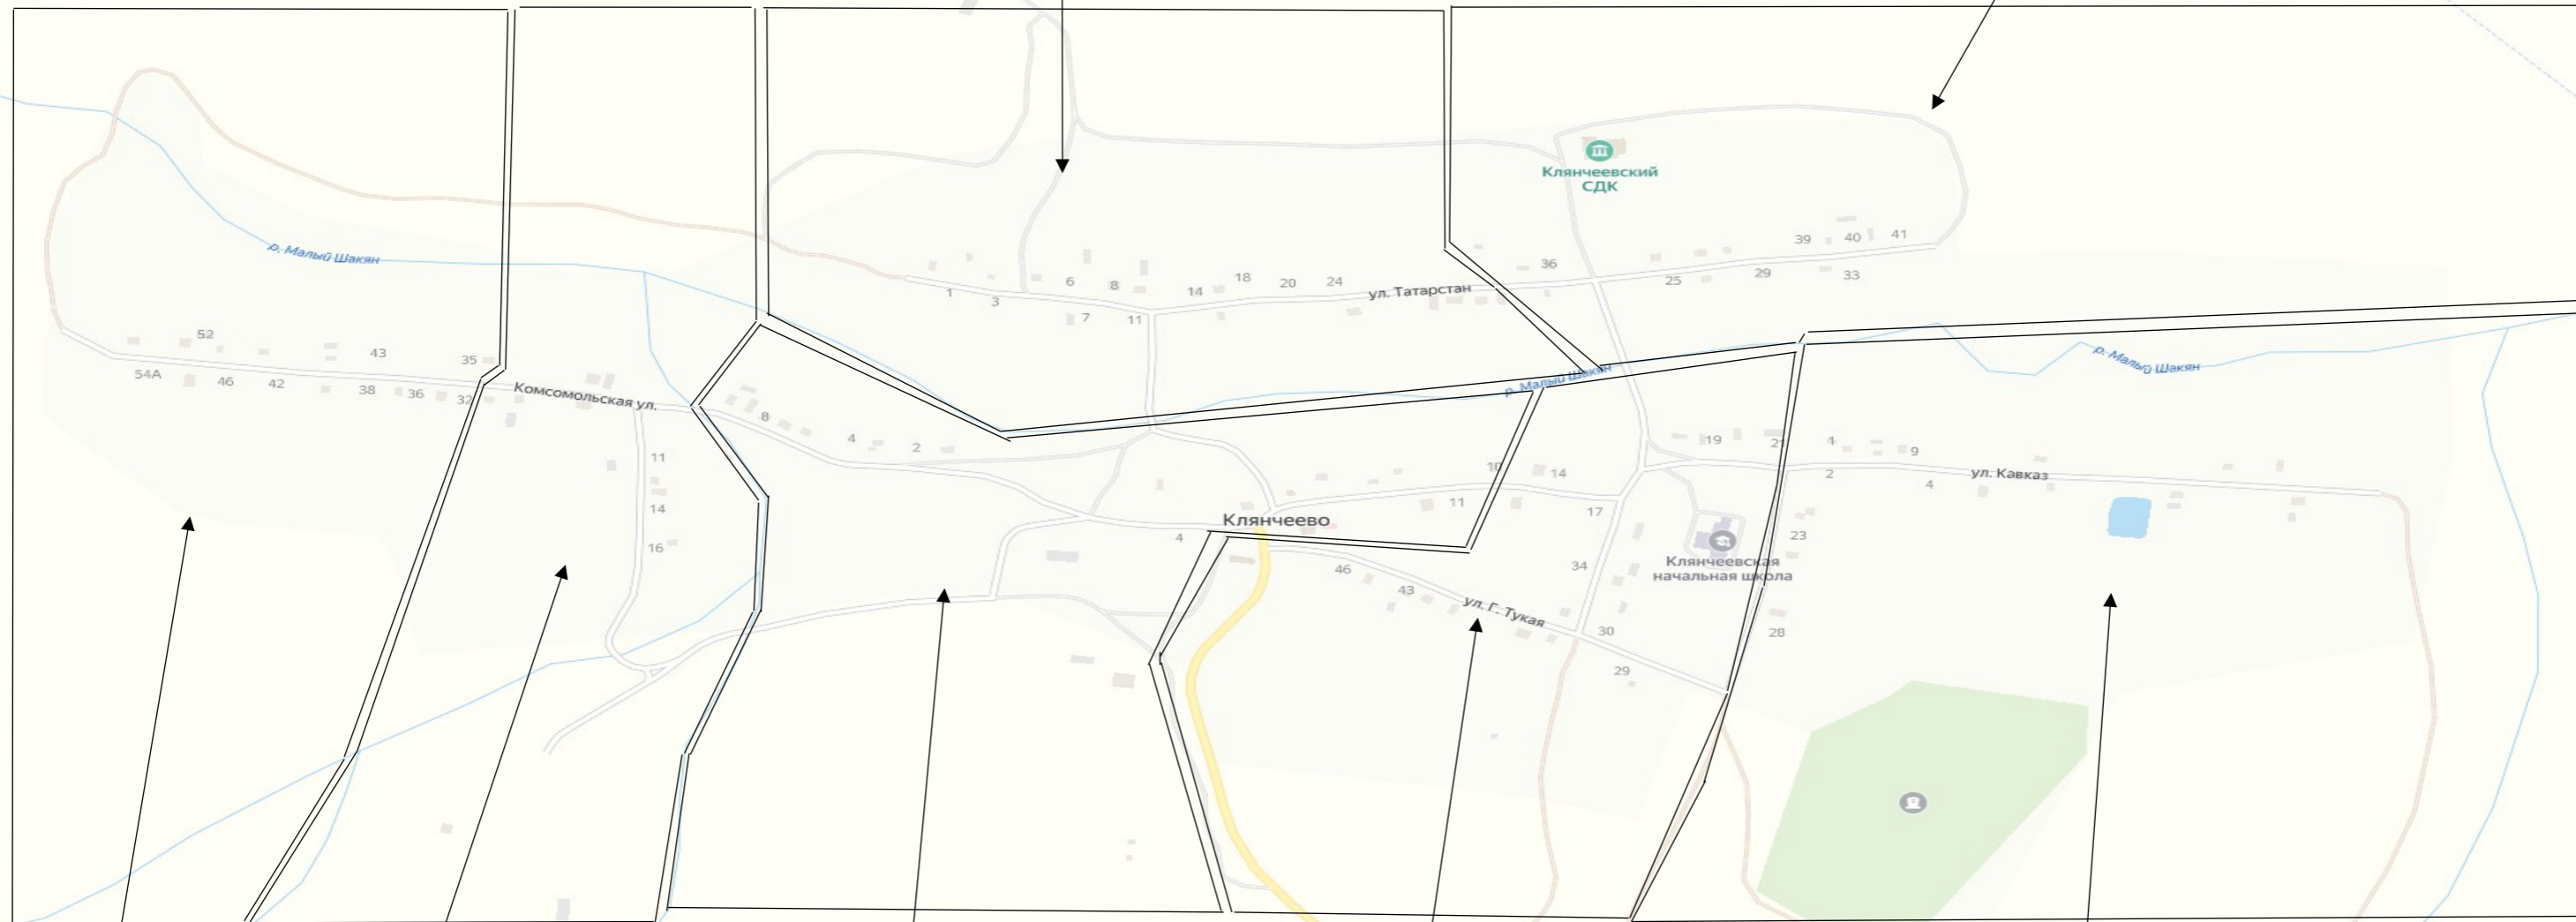 Клянчеевский
СДК
р. Малый Шакян
39 40 41
36
25 29 33
6 8 18 20 24
14
ул. Татарстан
1 3
7 11
52
43 35
54А 46 42 38 36 32
Комсомольская ул.
р. Малый Шакян
р. Малый Шакян
8 4 2
11
14
16
19 21 1 9
10 14
2 4
ул. Кавказ
11 17
Клянчеево
4
23
34
Клянчеевская
начальная школа
46 43
ул. Г. Тукая
30 28
29